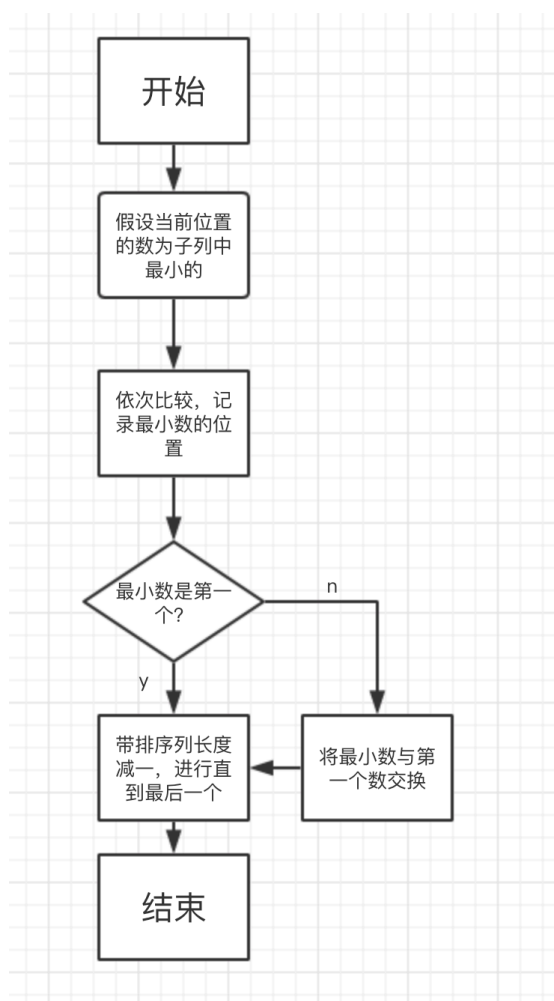 开始
假设当前位置
的数为子列中
最小的
依次比较，记
录最小数的位
置
最小数是第一
个？
n
y
带排序列长度
减一，进行直
到最后一个
将最小数与第
一个数交换
结束